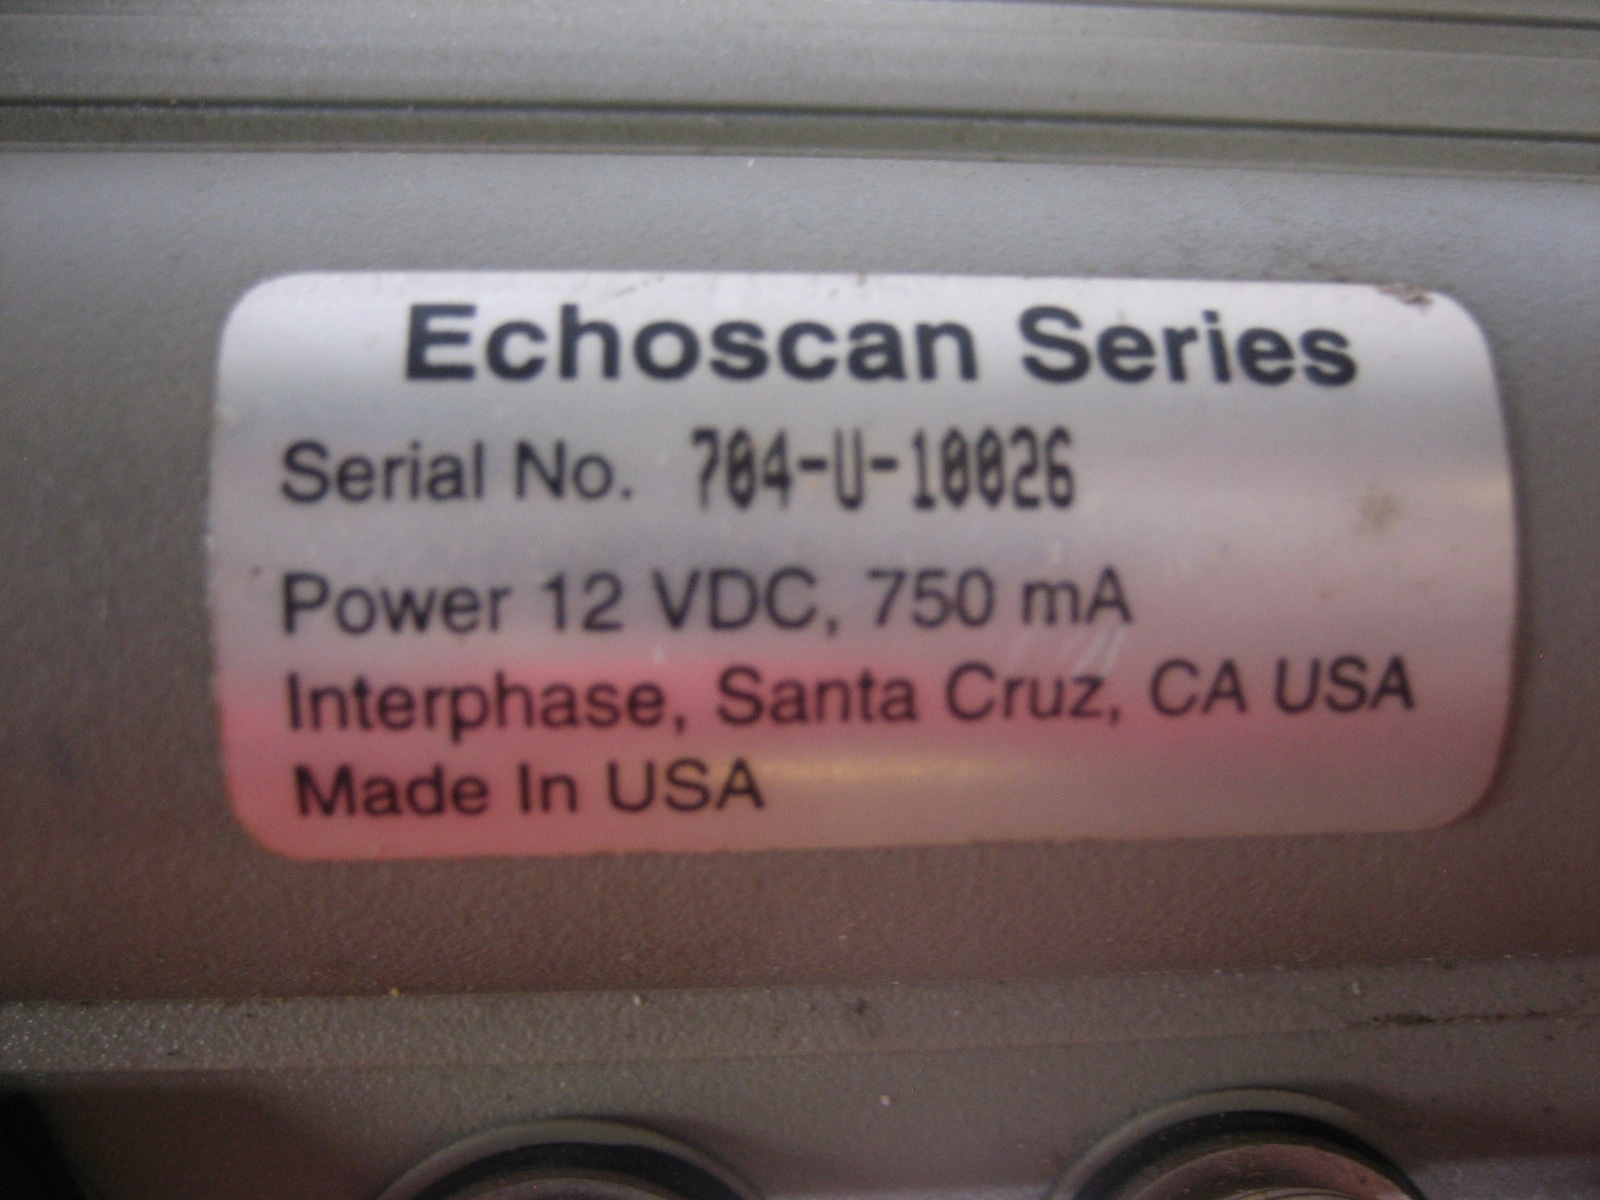 Echoscan Series
Serial No. 704-U-10026
Power 12 VDC, 750 mA
Interphase, Santa Cruz, CA USA
Made In USA